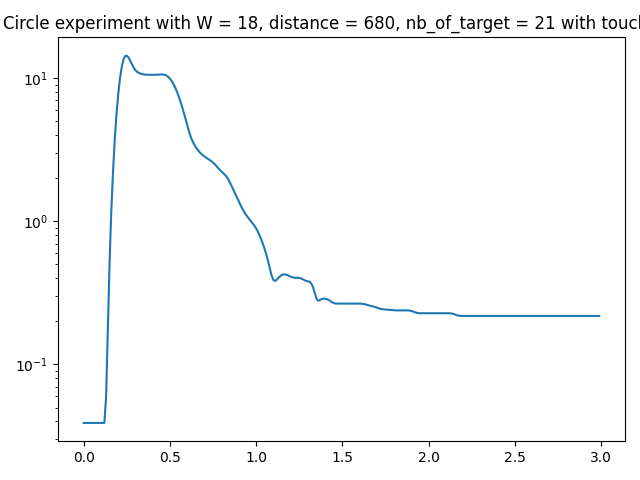 Circle experiment with W = 18, distance = 680, nb_of_target = 21 with touc
10¹
10⁰
10⁻¹
0.0 0.5 1.0 1.5 2.0 2.5 3.0